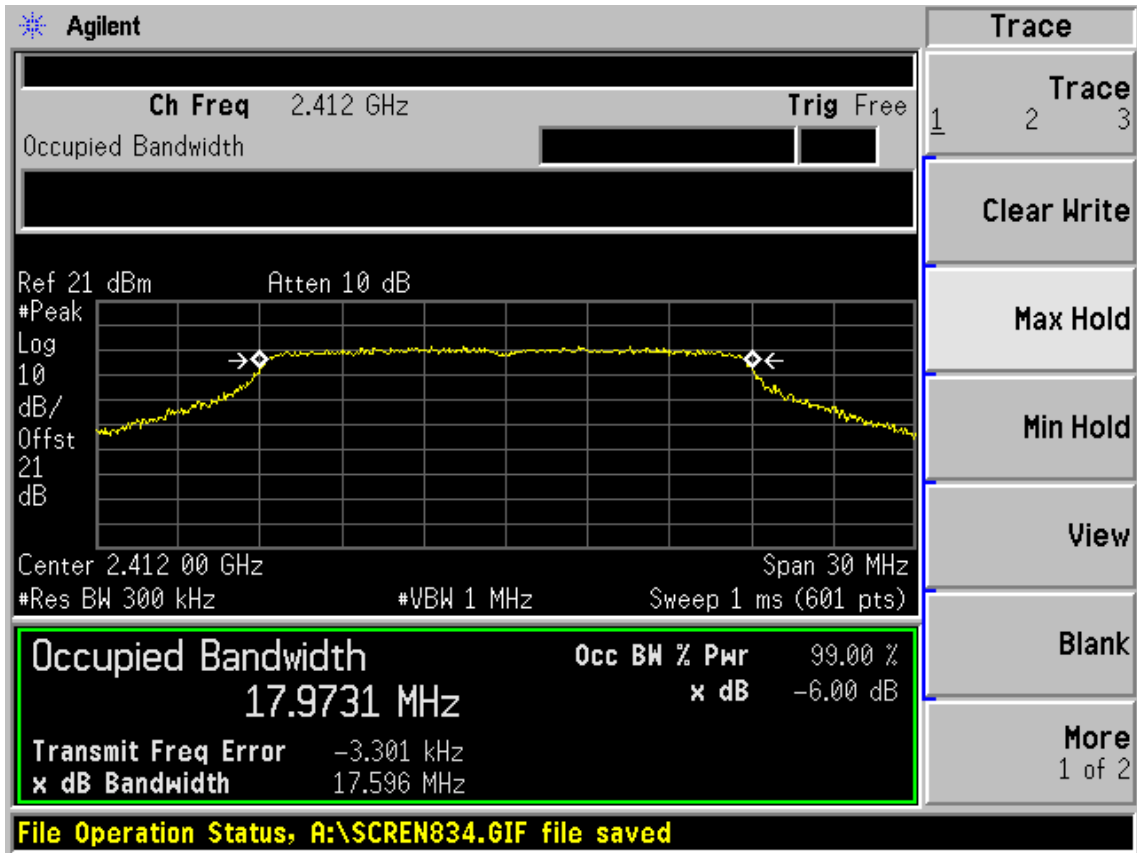 Agilent
Ch Freq 2.412 GHz Trig Free
Occupied Bandwidth
Ref 21 dBm Atten 10 dB
#Peak
Log
10
dB/
Offst
21
dB
Center 2.412 00 GHz Span 30 MHz
#Res BW 300 kHz #VBW 1 MHz Sweep 1 ms (601 pts)
Occupied Bandwidth
17.9731 MHz
Occ BW % Pwr 99.00 %
x dB -6.00 dB
Transmit Freq Error -3.301 kHz
x dB Bandwidth 17.596 MHz
File Operation Status, A:\SCREN834.GIF file saved
Trace
Trace
1 2 3
Clear Write
Max Hold
Min Hold
View
Blank
More
1 of 2